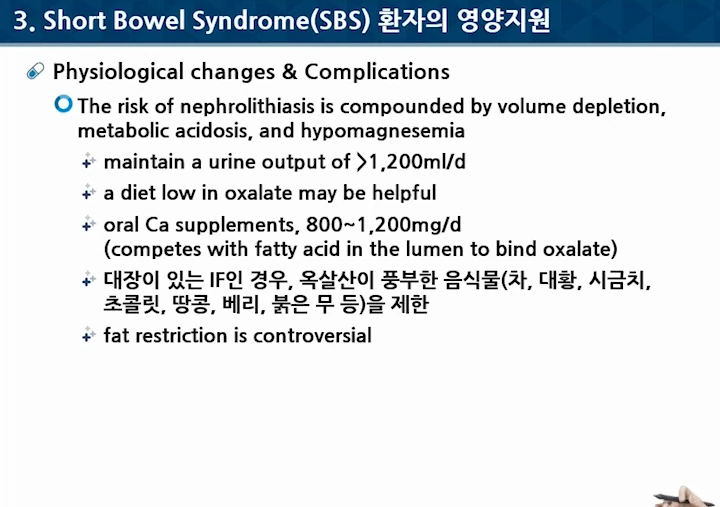 3. Short Bowel Syndrome(SBS) 환자의 영양지원
Physiological changes & Complications
The risk of nephrolithiasis is compounded by volume depletion,
metabolic acidosis, and hypomagnesemia
maintain a urine output of >1,200ml/d
a diet low in oxalate may be helpful
oral Ca supplements, 800~1,200mg/d
(competes with fatty acid in the lumen to bind oxalate)
대장이 있는 IF인 경우, 옥살산이 풍부한 음식물(차, 대황, 시금치,
초콜릿, 땅콩, 베리, 붉은 무 등)을 제한
fat restriction is controversial